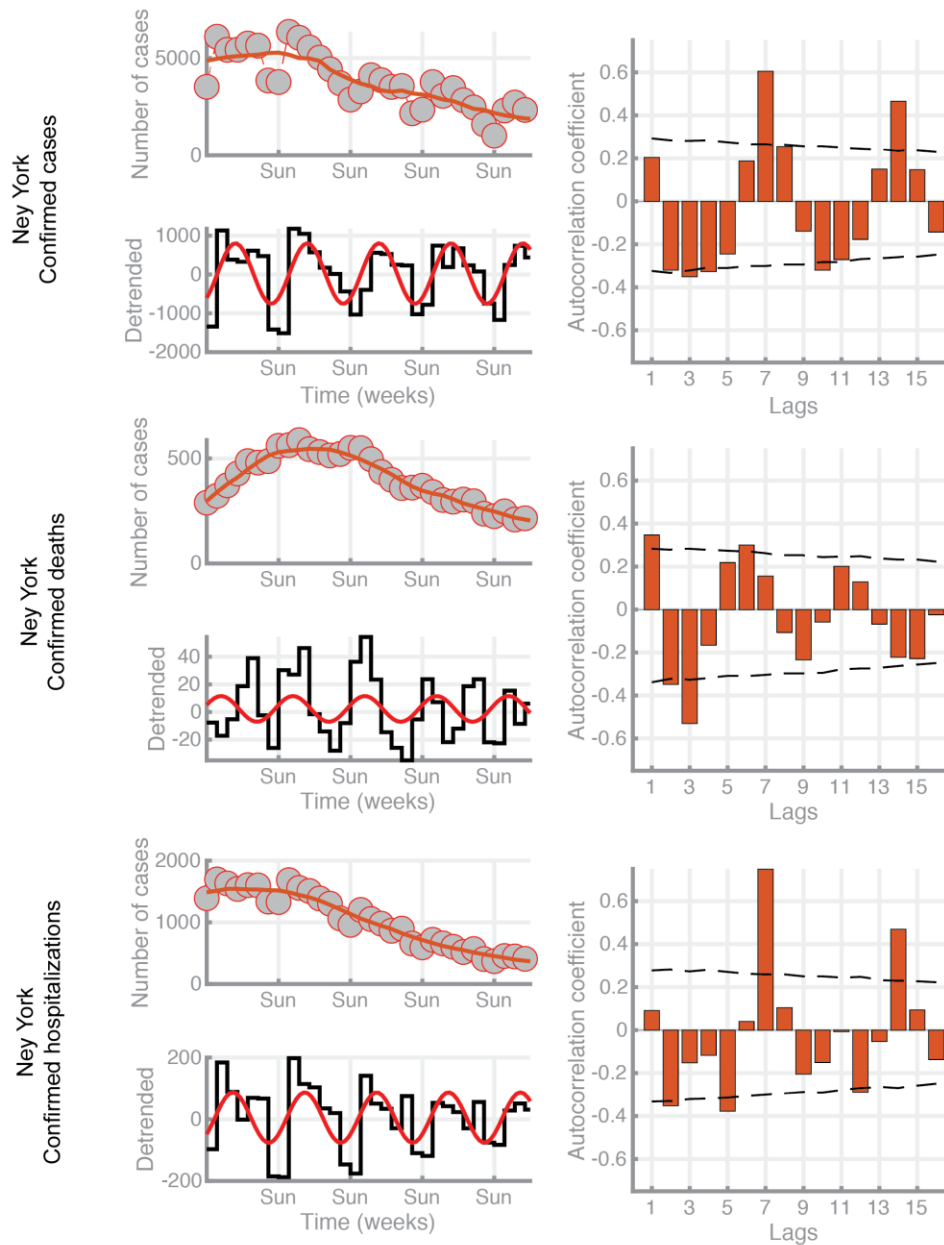 Ney York
Confirmed cases
Number of cases
5000
0
Sun Sun Sun Sun
Detrended
1000
0
-1000
-2000
Sun Sun Sun Sun
Time (weeks)
Autocorrelation coefficient
0.6
0.4
0.2
0
-0.2
-0.4
-0.6
1 3 5 7 9 11 13 15
Lags
Ney York
Confirmed deaths
Number of cases
500
0
Sun Sun Sun Sun
Detrended
40
20
0
-20
Sun Sun Sun Sun
Time (weeks)
Autocorrelation coefficient
0.6
0.4
0.2
0
-0.2
-0.4
-0.6
1 3 5 7 9 11 13 15
Lags
Ney York
Confirmed hospitalizations
Number of cases
2000
1000
0
Sun Sun Sun Sun
Detrended
200
0
-200
Sun Sun Sun Sun
Time (weeks)
Autocorrelation coefficient
0.6
0.4
0.2
0
-0.2
-0.4
-0.6
1 3 5 7 9 11 13 15
Lags